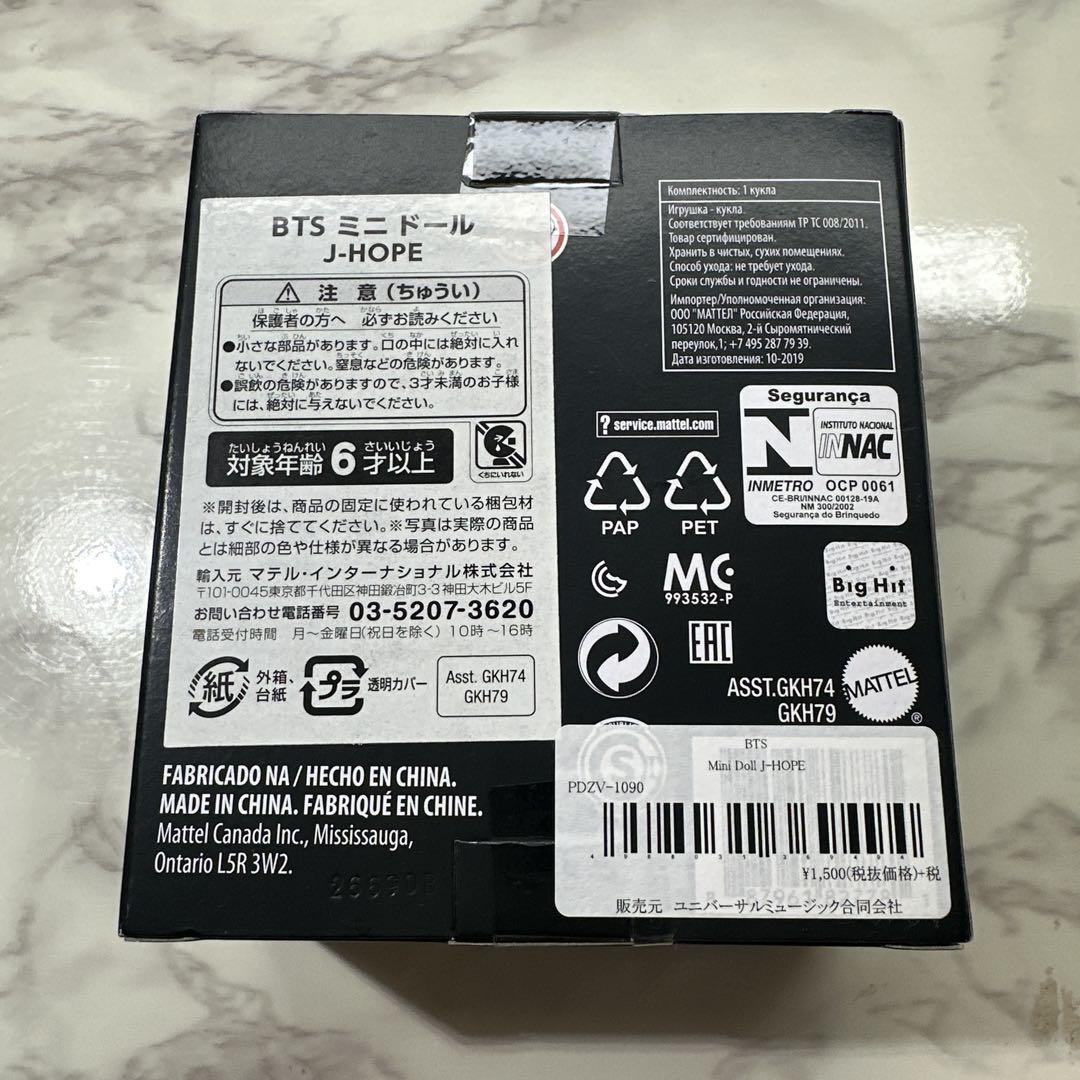 BTS ミニ ドール
J-HOPE
注 意 (ちゅうい)
保護者の方へ 必ずお読みください
●小さな部品があります。口の中には絶対に入れ
ないでください。窒息などの危険があります。
●誤飲の危険がありますので、3才未満のお子様
には、絶対に与えないでください。
たいしょうねんれい さいいじょう
対象年齢 6 才以上
くちにいれない
※開封後は、商品の固定に使われている梱包材
は、すぐに捨ててください。※写真は実際の商品
とは細部の色や仕様が異なる場合があります。
輸入元 マテル・インターナショナル株式会社
〒101-0045東京都千代田区神田鍛冶町3-3 神田大木ビル5F
お問い合わせ電話番号 03-5207-3620
電話受付時間 月～金曜日(祝日を除く) 10時～16時
紙
外箱、
台紙
プラ
透明カバー
Asst. GKH74
GKH79
FABRICADO NA / HECHO EN CHINA.
MADE IN CHINA. FABRIQUÉ EN CHINE.
Mattel Canada Inc., Mississauga,
Ontario L5R 3W2.
Комплектность: 1 кукла
Игрушка - кукла.
Соответствует требованиям ТР ТС 008/2011.
Товар сертифицирован.
Хранить в чистых, сухих помещениях.
Способ ухода: не требует ухода.
Сроки службы и годности не ограничены.
Импортер/Уполномоченная организация:
ООО "МАТТЕЛ" Российская Федерация,
105120 Москва, 2-й Сыромятнический
переулок,1; +7 495 287 79 39.
Дата изготовления: 10-2019
? service.mattel.com
PAP
PET
Segurança
INSTITUTO NACIONAL
INNAC
INMETRO OCP 0061
CE-BRI/INNAC 00128-19A
NM 300/2002
Segurança do Brinquedo
MC
993532-P
Big Hit
Entertainment
EAC
ASST.GKH74
GKH79
MATTEL
®
BTS
Mini Doll J-HOPE
PDZV-1090
¥1,500(税抜価格)+税
販売元 ユニバーサルミュージック合同会社